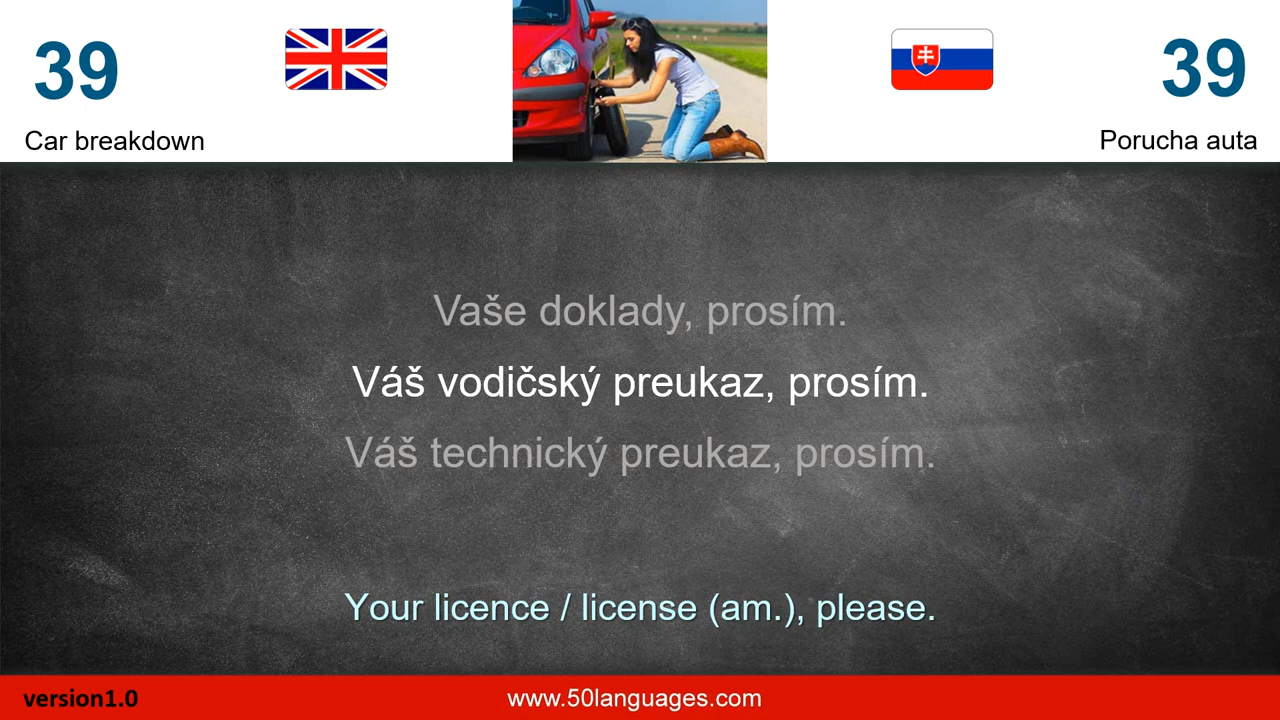 39
39
Car breakdown
Porucha auta
Vaše doklady, prosím.
Váš vodičský preukaz, prosím.
Váš technický preukaz, prosím.
Your licence / license (am.), please.
version1.0
www.50languages.com